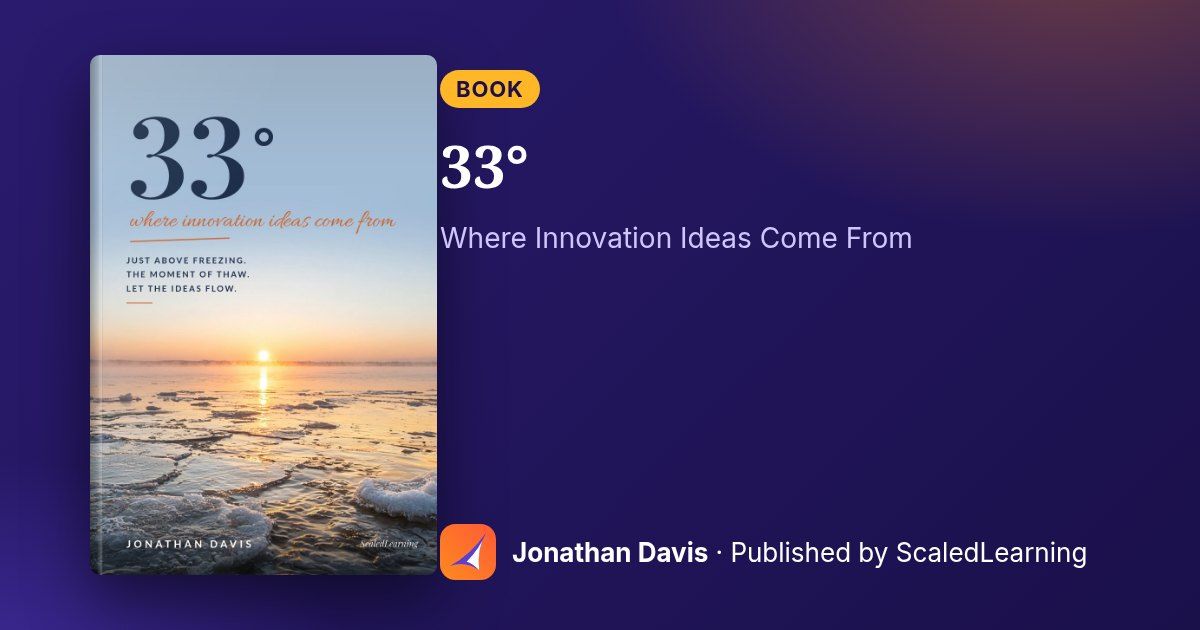 33°
where innovation ideas come from
JUST ABOVE FREEZING.
THE MOMENT OF THAW.
LET THE IDEAS FLOW.
JONATHAN DAVIS
ScaledLearning
BOOK
33°
Where Innovation Ideas Come From
Jonathan Davis · Published by ScaledLearning